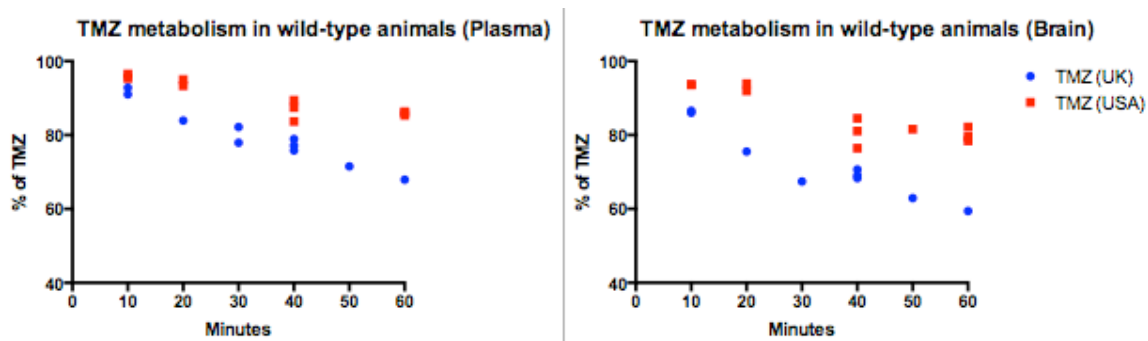 TMZ metabolism in wild-type animals (Plasma)
% of TMZ
100
80
60
40
0 10 20 30 40 50 60
Minutes
TMZ metabolism in wild-type animals (Brain)
% of TMZ
100
80
60
40
0 10 20 30 40 50 60
Minutes
TMZ (UK)
TMZ (USA)